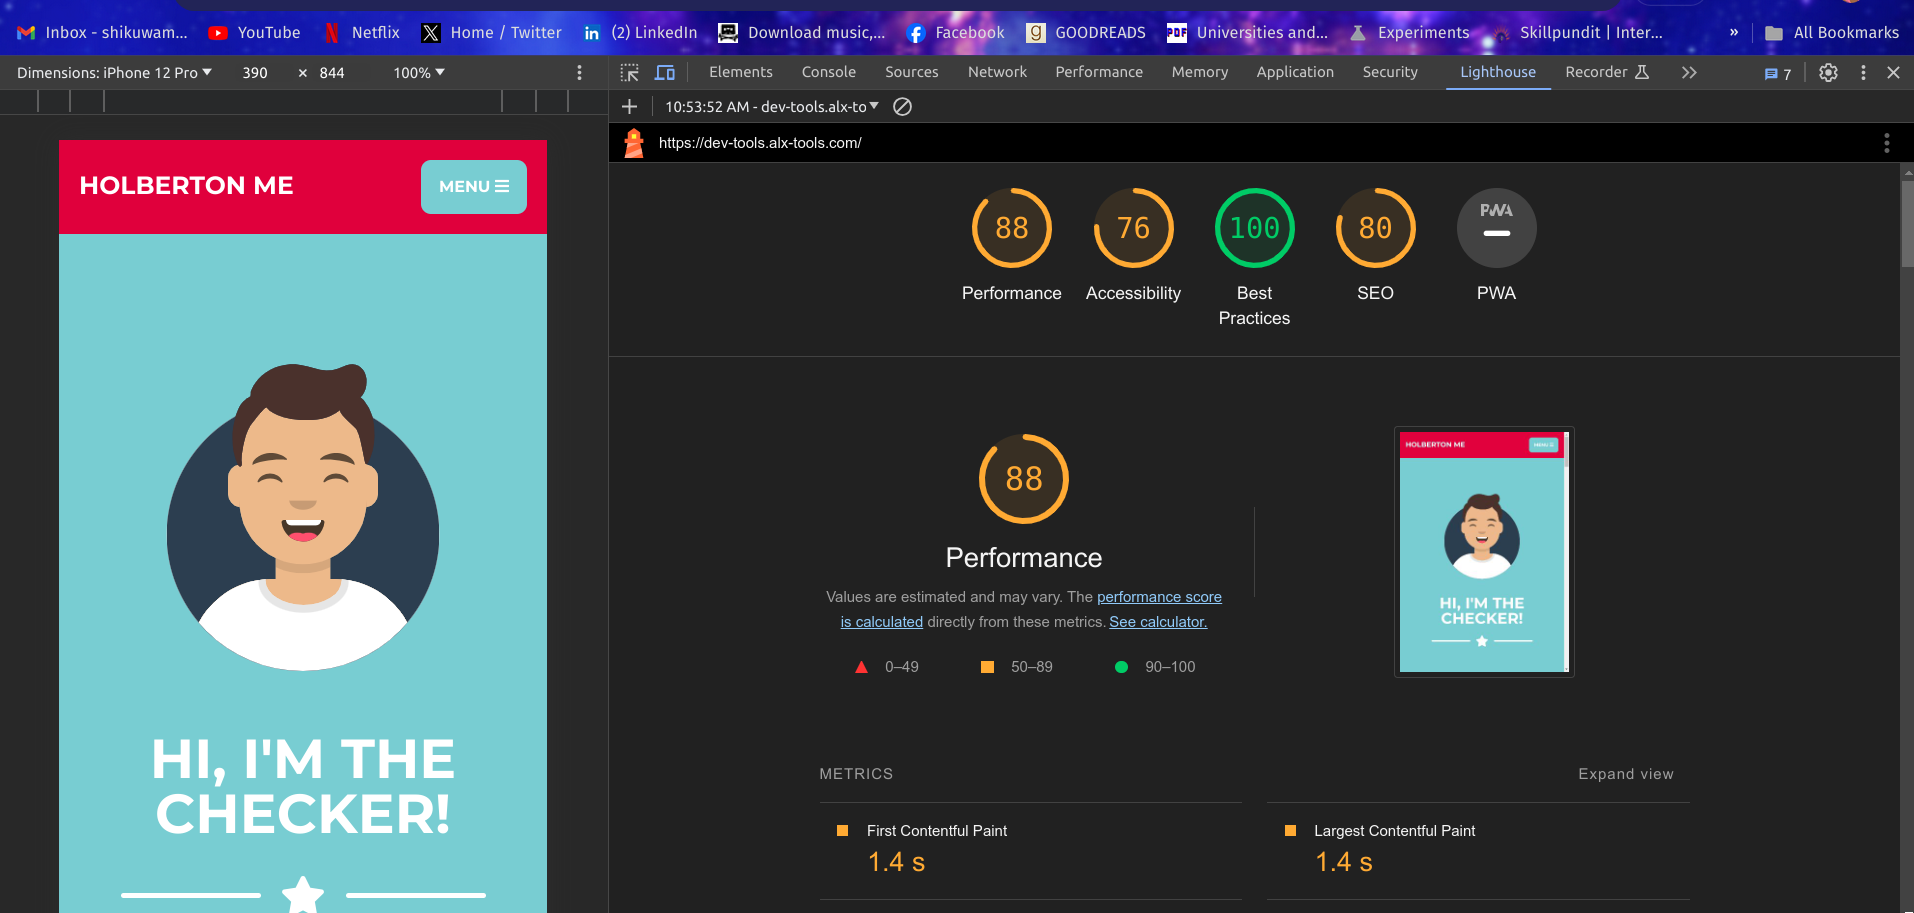 Inbox - shikuwam...
YouTube
Netflix
Home / Twitter
(2) LinkedIn
Download music,...
Facebook
GOODREADS
Universities and...
Experiments
Skillpundit | Inter...
»
All Bookmarks
Dimensions: iPhone 12 Pro
390 × 844
100%
Elements
Console
Sources
Network
Performance
Memory
Application
Security
Lighthouse
Recorder
7
10:53:52 AM - dev-tools.alx-to
https://dev-tools.alx-tools.com/
HOLBERTON ME
MENU
HI, I'M THE
CHECKER!
88
Performance
76
Accessibility
100
Best
Practices
80
SEO
PWA
PWA
88
Performance
Values are estimated and may vary. The performance score
is calculated directly from these metrics. See calculator.
0–49
50–89
90–100
HOLBERTON ME
MENU
HI, I'M THE
CHECKER!
METRICS
Expand view
First Contentful Paint
1.4 s
Largest Contentful Paint
1.4 s